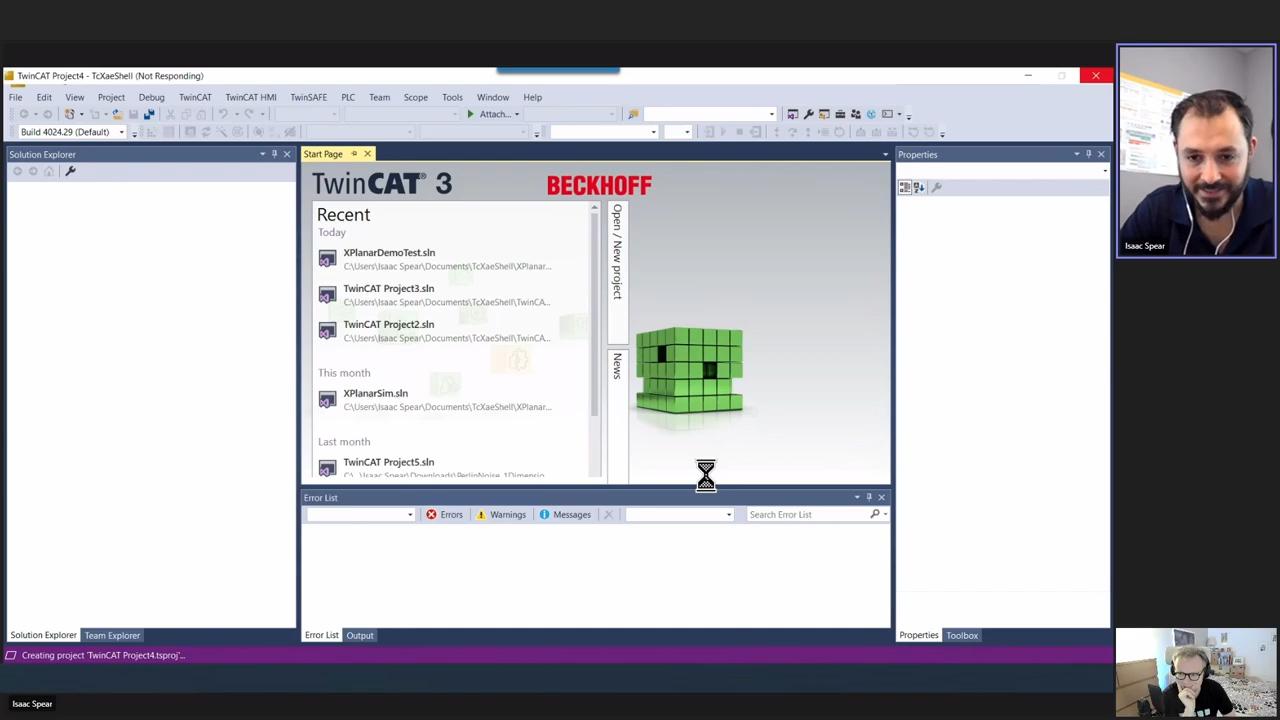 TwinCAT Project4 - TcXaeShell (Not Responding)
File Edit View Project Debug TwinCAT TwinCAT HMI TwinSAFE PLC Team Scope Tools Window Help
Attach...
Build 4024.29 (Default)
Solution Explorer
Start Page
Properties
TwinCAT® 3
BECKHOFF
Recent
Today
XPlanarDemoTest.sln
C:\Users\Isaac Spear\Documents\TcXaeShell\XPlanar...
TwinCAT Project3.sln
C:\Users\Isaac Spear\Documents\TcXaeShell\TwinCA...
TwinCAT Project2.sln
C:\Users\Isaac Spear\Documents\TcXaeShell\TwinCA...
This month
XPlanarSim.sln
C:\Users\Isaac Spear\Documents\TcXaeShell\XPlanar...
Last month
TwinCAT Project5.sln
C:\...\Isaac Spear\Downloads\PerlinNoise_1Dimensio...
Open / New project
News
Error List
Errors Warnings Messages Search Error List
Solution Explorer Team Explorer
Error List Output
Properties Toolbox
Creating project 'TwinCAT Project4.tsproj'...
Isaac Spear
Isaac Spear